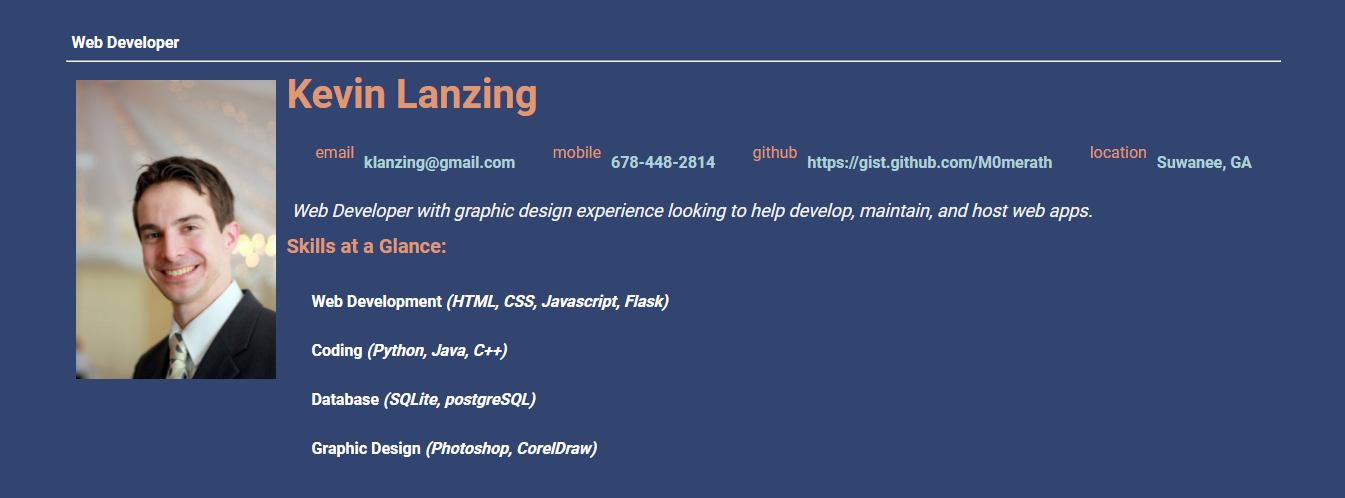 Web Developer
Kevin Lanzing
email klanzing@gmail.com mobile 678-448-2814 github https://gist.github.com/M0merath location Suwanee, GA
Web Developer with graphic design experience looking to help develop, maintain, and host web apps.
Skills at a Glance:
Web Development (HTML, CSS, Javascript, Flask)
Coding (Python, Java, C++)
Database (SQLite, postgreSQL)
Graphic Design (Photoshop, CorelDraw)